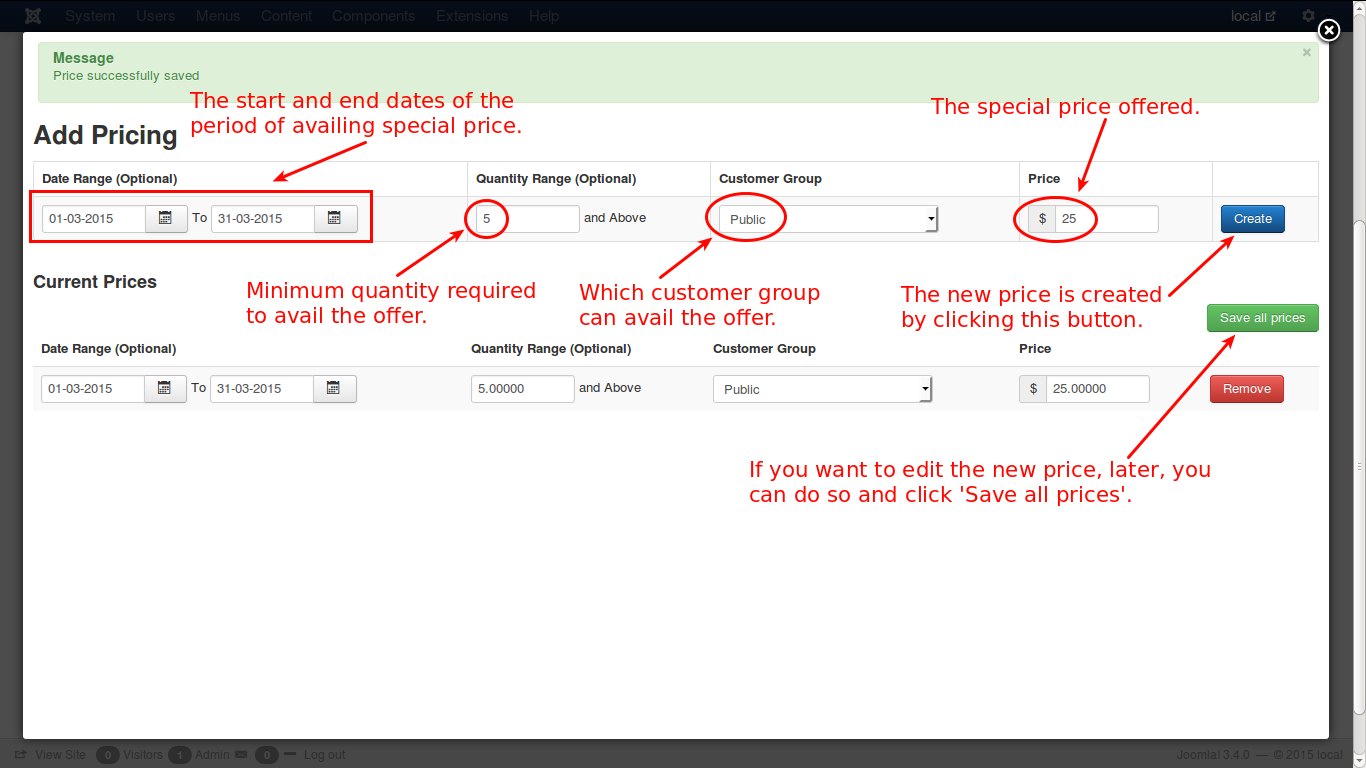 System Users Menus Content Components Extensions Help local
Message
Price successfully saved
The start and end dates of the
period of availing special price.
The special price offered.
Add Pricing
Date Range (Optional) Quantity Range (Optional) Customer Group Price
01-03-2015 To 31-03-2015 5 and Above Public $ 25 Create
Current Prices
Minimum quantity required
to avail the offer.
Which customer group
can avail the offer.
The new price is created
by clicking this button.
Save all prices
Date Range (Optional) Quantity Range (Optional) Customer Group Price
01-03-2015 To 31-03-2015 5.00000 and Above Public $ 25.00000 Remove
If you want to edit the new price, later, you
can do so and click 'Save all prices'.
View Site 0 Visitors 1 Admin 0 Log out Joomla! 3.4.0 — © 2015 local